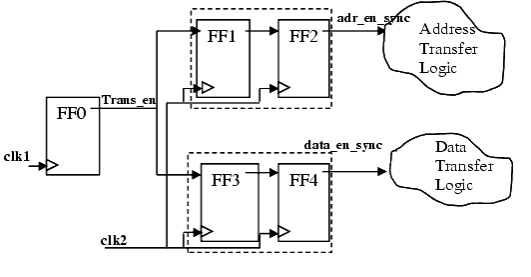 adr_en_sync
FF1
FF2
Address
Transfer
Logic
Trans_en
FF0
clk1
data_en_sync
FF3
FF4
Data
Transfer
Logic
clk2